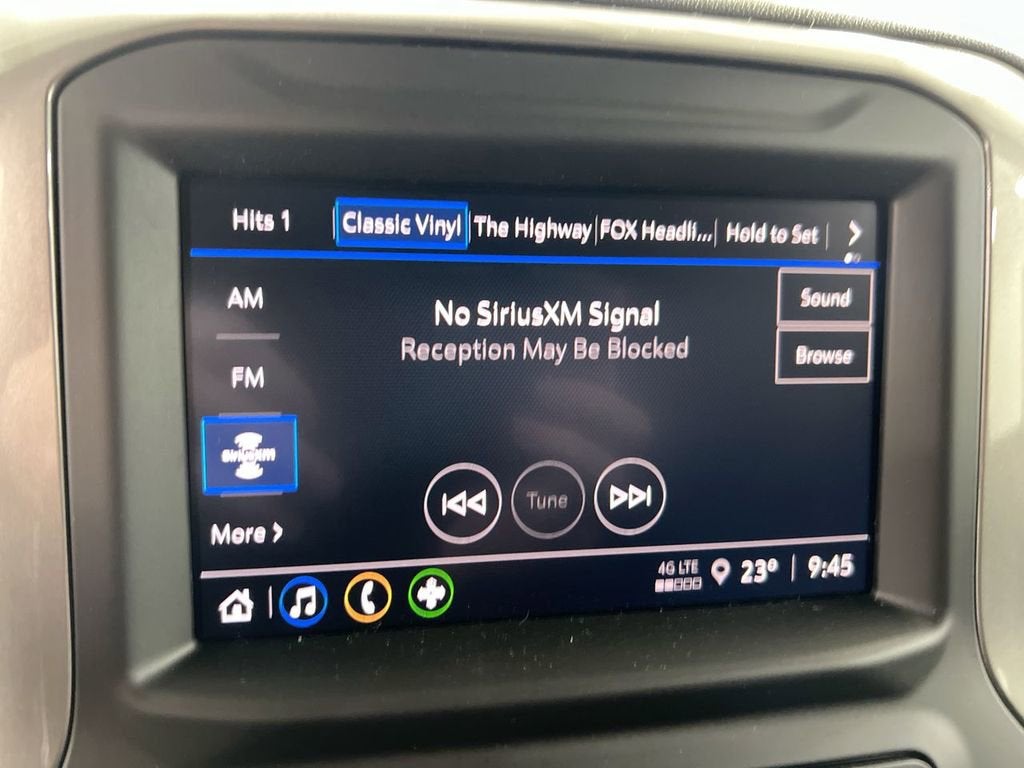 Hits 1
Classic Vinyl
The Highway
FOX Headli...
Hold to Set
AM
No SiriusXM Signal
Sound
Reception May Be Blocked
Browse
FM
siriusxm
Tune
More
4G LTE
23°
9:45